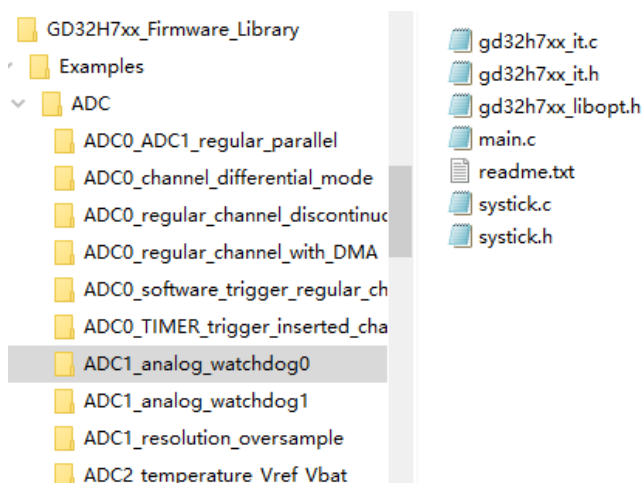 GD32H7xx_Firmware_Library
Examples
ADC
ADC0_ADC1_regular_parallel
ADC0_channel_differential_mode
ADC0_regular_channel_discontinuc
ADC0_regular_channel_with_DMA
ADC0_software_trigger_regular_ch
ADC0_TIMER_trigger_inserted_cha
ADC1_analog_watchdog0
ADC1_analog_watchdog1
ADC1_resolution_oversample
ADC2_temperature_Vref_Vbat
gd32h7xx_it.c
gd32h7xx_it.h
gd32h7xx_libopt.h
main.c
readme.txt
systick.c
systick.h